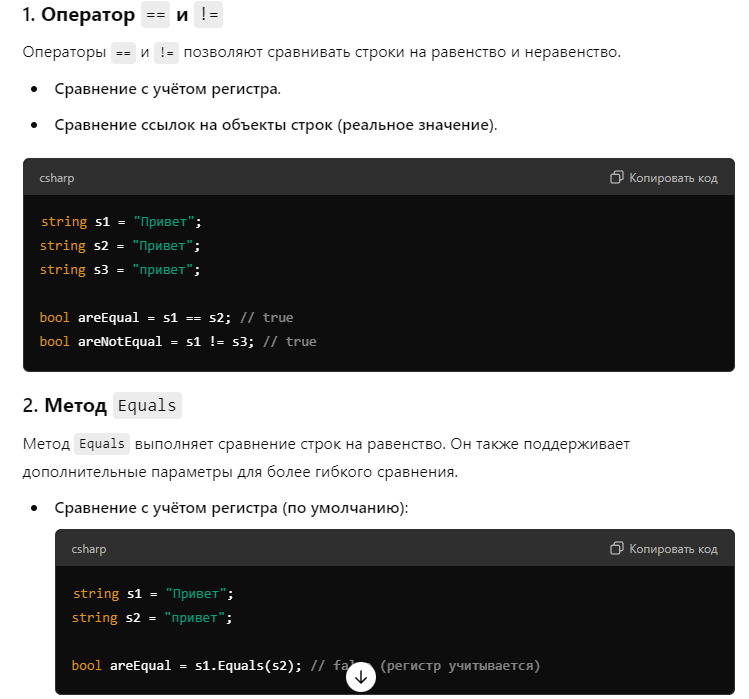 1. Оператор == и !=
Операторы == и != позволяют сравнивать строки на равенство и неравенство.
• Сравнение с учётом регистра.
• Сравнение ссылок на объекты строк (реальное значение).
csharp
Копировать код
string s1 = "Привет";
string s2 = "Привет";
string s3 = "привет";
bool areEqual = s1 == s2; // true
bool areNotEqual = s1 != s3; // true
2. Метод Equals
Метод Equals выполняет сравнение строк на равенство. Он также поддерживает
дополнительные параметры для более гибкого сравнения.
• Сравнение с учётом регистра (по умолчанию):
csharp
Копировать код
string s1 = "Привет";
string s2 = "привет";
bool areEqual = s1.Equals(s2); // (регистр учитывается)